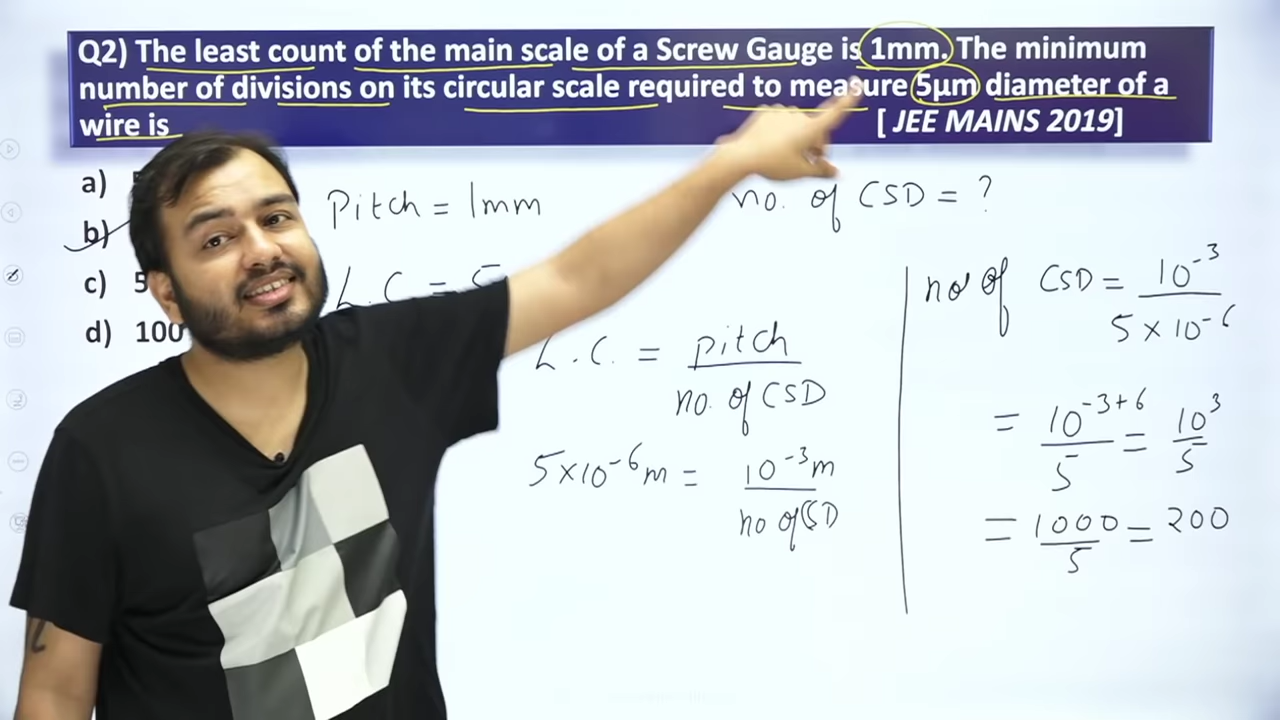 Q2) The least count of the main scale of a Screw Gauge is 1mm. The minimum
number of divisions on its circular scale required to measure 5µm diameter of a
wire is [ JEE MAINS 2019]
a)
b)
c) 5
d) 100
Pitch = 1mm
no. of CSD = ?
L.C = 5
L.C. = pitch
no. of CSD
5×10⁻⁶m = 10⁻³m
no of CSD
no of CSD = 10⁻³
5 × 10⁻⁶
= 10⁻³⁺⁶ = 10³
5 5
= 1000 = 200
5